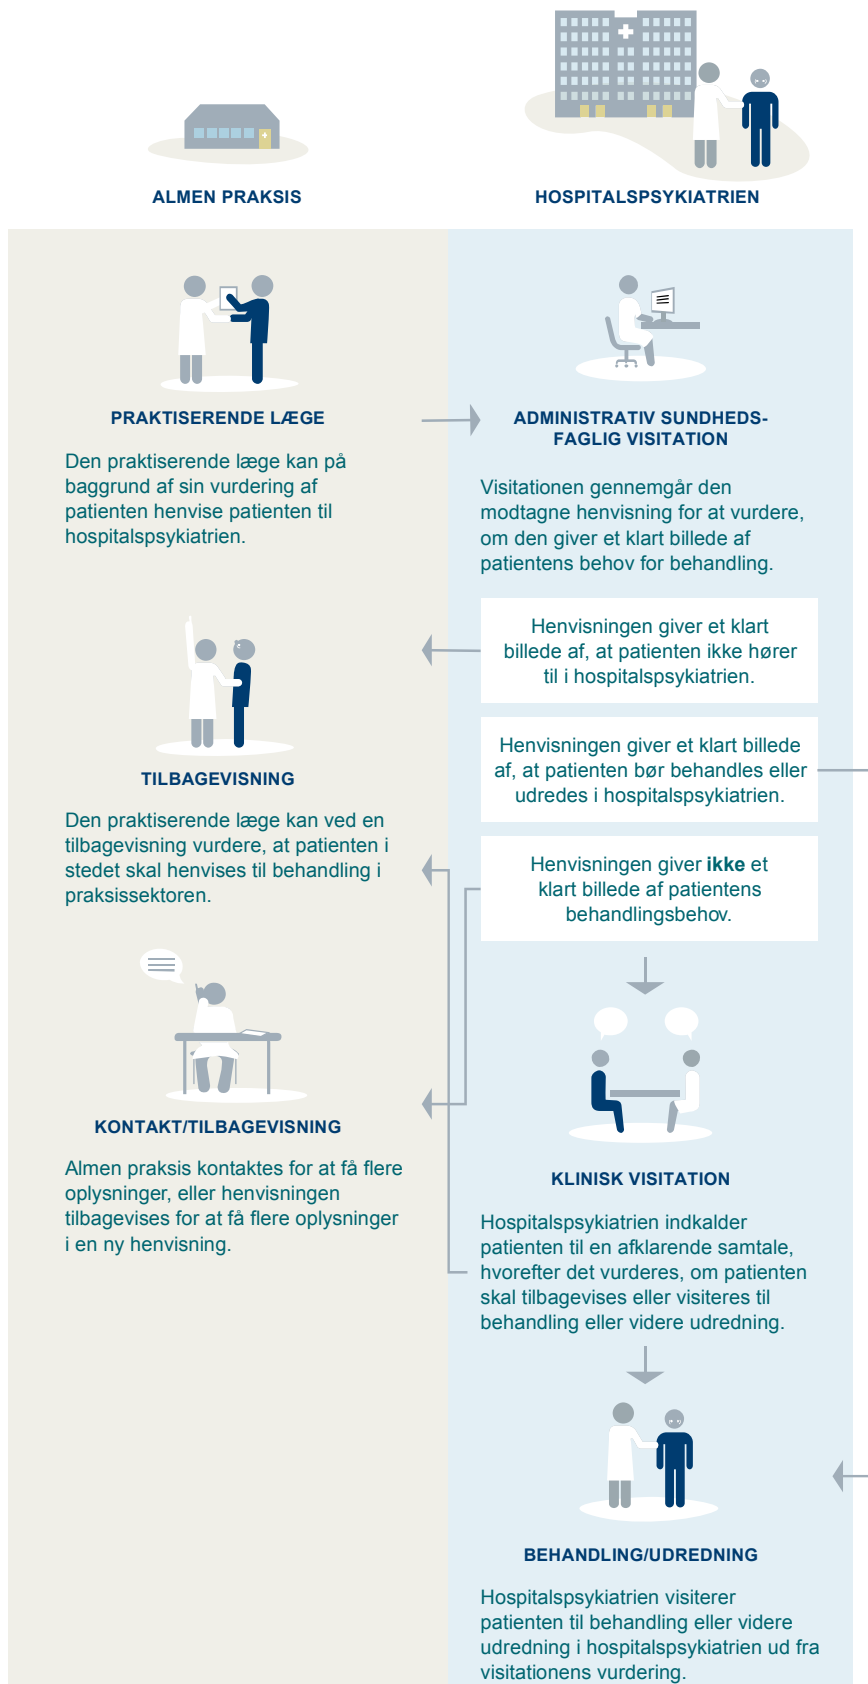 ALMEN PRAKSIS
HOSPITALSPSYKIATRIEN
PRAKTISERENDE LÆGE
Den praktiserende læge kan på
baggrund af sin vurdering af
patienten henvise patienten til
hospitalspsykiatrien.
ADMINISTRATIV SUNDHEDS-
FAGLIG VISITATION
Visitationen gennemgår den
modtagne henvisning for at vurdere,
om den giver et klart billede af
patientens behov for behandling.
Henvisningen giver et klart
billede af, at patienten ikke hører
til i hospitalspsykiatrien.
Henvisningen giver et klart billede
af, at patienten bør behandles eller
udredes i hospitalspsykiatrien.
Henvisningen giver ikke et
klart billede af patientens
behandlingsbehov.
TILBAGEVISNING
Den praktiserende læge kan ved en
tilbagevisning vurdere, at patienten i
stedet skal henvises til behandling i
praksissektoren.
KONTAKT/TILBAGEVISNING
Almen praksis kontaktes for at få flere
oplysninger, eller henvisningen
tilbagevises for at få flere oplysninger
i en ny henvisning.
KLINISK VISITATION
Hospitalspsykiatrien indkalder
patienten til en afklarende samtale,
hvorefter det vurderes, om patienten
skal tilbagevises eller visiteres til
behandling eller videre udredning.
BEHANDLING/UDREDNING
Hospitalspsykiatrien visiterer
patienten til behandling eller videre
udredning i hospitalspsykiatrien ud fra
visitationens vurdering.